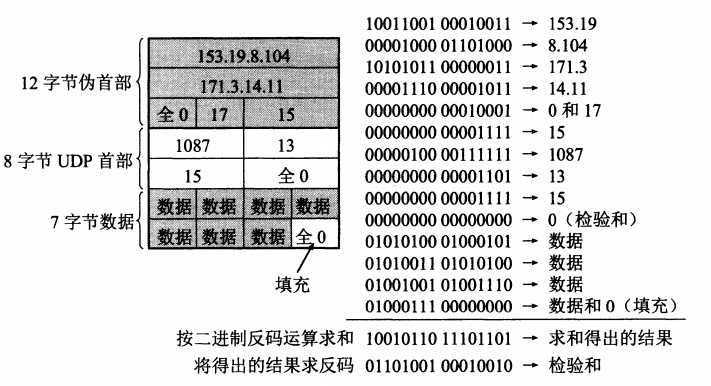 12 字节伪首部
153.19.8.104
171.3.14.11
全 0 17 15
8 字节 UDP 首部
1087 13
15 全 0
7 字节数据
数据 数据 数据 数据
数据 数据 数据 全 0
填充
10011001 00010011 → 153.19
00001000 01101000 → 8.104
10101011 00000011 → 171.3
00001110 00001011 → 14.11
00000000 00010001 → 0 和 17
00000000 00001111 → 15
00000100 00111111 → 1087
00000000 00001101 → 13
00000000 00001111 → 15
00000000 00000000 → 0（检验和）
01010100 01000101 → 数据
01010011 01010100 → 数据
01001001 01001110 → 数据
01000111 00000000 → 数据和 0（填充）
按二进制反码运算求和 10010110 11101101 → 求和得出的结果
将得出的结果求反码 01101001 00010010 → 检验和